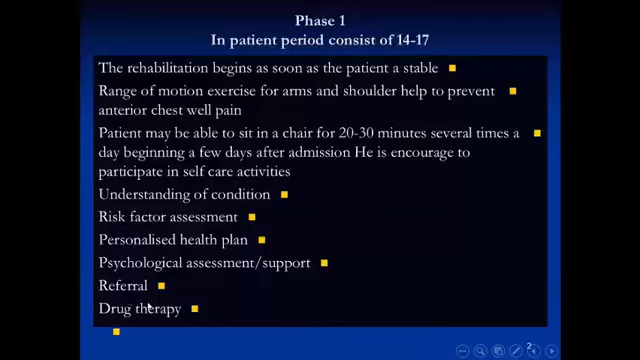 Phase 1
In patient period consist of 14-17
The rehabilitation begins as soon as the patient a stable
Range of motion exercise for arms and shoulder help to prevent
anterior chest well pain
Patient may be able to sit in a chair for 20-30 minutes several times a
day beginning a few days after admission He is encourage to
participate in self care activities
Understanding of condition
Risk factor assessment
Personalised health plan
Psychological assessment/support
Referral
Drug therapy
2